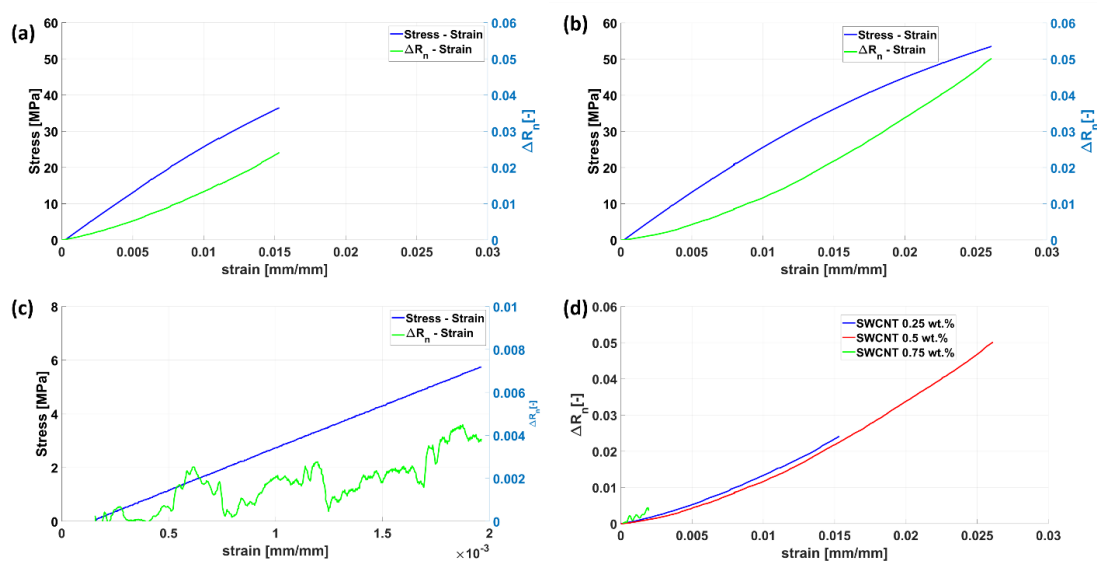 (a)
Stress [MPa]
60
50
40
30
20
10
0
Stress - Strain
ΔRn - Strain
0.06
0.05
0.04
0.03
0.02
0.01
0
ΔRn[-]
0 0.005 0.01 0.015 0.02 0.025 0.03
strain [mm/mm]
(b)
Stress [MPa]
60
50
40
30
20
10
0
Stress - Strain
ΔRn - Strain
0.06
0.05
0.04
0.03
0.02
0.01
0
ΔRn[-]
0 0.005 0.01 0.015 0.02 0.025 0.03
strain [mm/mm]
(c)
Stress [MPa]
8
6
4
2
0
Stress - Strain
ΔRn - Strain
0.01
0.008
0.006
0.004
0.002
0
ΔRn[-]
0 0.5 1 1.5 2
×10-3
strain [mm/mm]
(d)
ΔRn[-]
0.06
0.05
0.04
0.03
0.02
0.01
0
SWCNT 0.25 wt.%
SWCNT 0.5 wt.%
SWCNT 0.75 wt.%
0 0.005 0.01 0.015 0.02 0.025 0.03
strain [mm/mm]